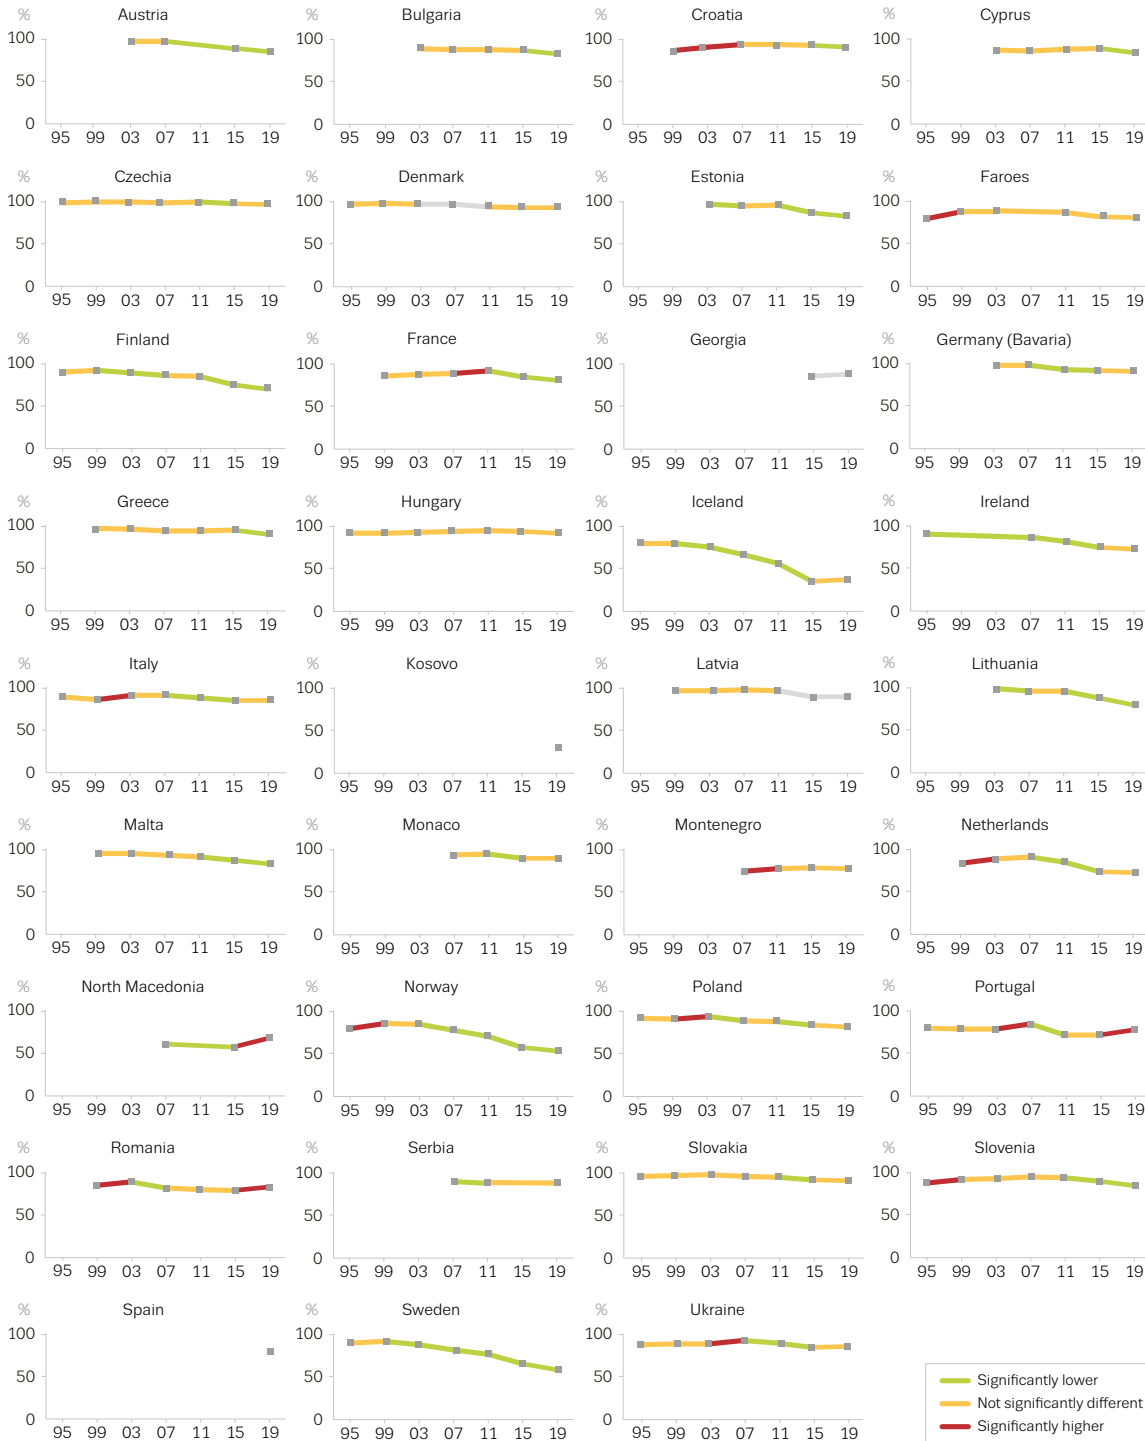 % Austria
100
50
0
95 99 03 07 11 15 19
% Bulgaria
100
50
0
95 99 03 07 11 15 19
% Croatia
100
50
0
95 99 03 07 11 15 19
% Cyprus
100
50
0
95 99 03 07 11 15 19
% Czechia
100
50
0
95 99 03 07 11 15 19
% Denmark
100
50
0
95 99 03 07 11 15 19
% Estonia
100
50
0
95 99 03 07 11 15 19
% Faroes
100
50
0
95 99 03 07 11 15 19
% Finland
100
50
0
95 99 03 07 11 15 19
% France
100
50
0
95 99 03 07 11 15 19
% Georgia
100
50
0
95 99 03 07 11 15 19
% Germany (Bavaria)
100
50
0
95 99 03 07 11 15 19
% Greece
100
50
0
95 99 03 07 11 15 19
% Hungary
100
50
0
95 99 03 07 11 15 19
% Iceland
100
50
0
95 99 03 07 11 15 19
% Ireland
100
50
0
95 99 03 07 11 15 19
% Italy
100
50
0
95 99 03 07 11 15 19
% Kosovo
100
50
0
95 99 03 07 11 15 19
% Latvia
100
50
0
95 99 03 07 11 15 19
% Lithuania
100
50
0
95 99 03 07 11 15 19
% Malta
100
50
0
95 99 03 07 11 15 19
% Monaco
100
50
0
95 99 03 07 11 15 19
% Montenegro
100
50
0
95 99 03 07 11 15 19
% Netherlands
100
50
0
95 99 03 07 11 15 19
% North Macedonia
100
50
0
95 99 03 07 11 15 19
% Norway
100
50
0
95 99 03 07 11 15 19
% Poland
100
50
0
95 99 03 07 11 15 19
% Portugal
100
50
0
95 99 03 07 11 15 19
% Romania
100
50
0
95 99 03 07 11 15 19
% Serbia
100
50
0
95 99 03 07 11 15 19
% Slovakia
100
50
0
95 99 03 07 11 15 19
% Slovenia
100
50
0
95 99 03 07 11 15 19
% Spain
100
50
0
95 99 03 07 11 15 19
% Sweden
100
50
0
95 99 03 07 11 15 19
% Ukraine
100
50
0
95 99 03 07 11 15 19
Significantly lower
Not significantly different
Significantly higher